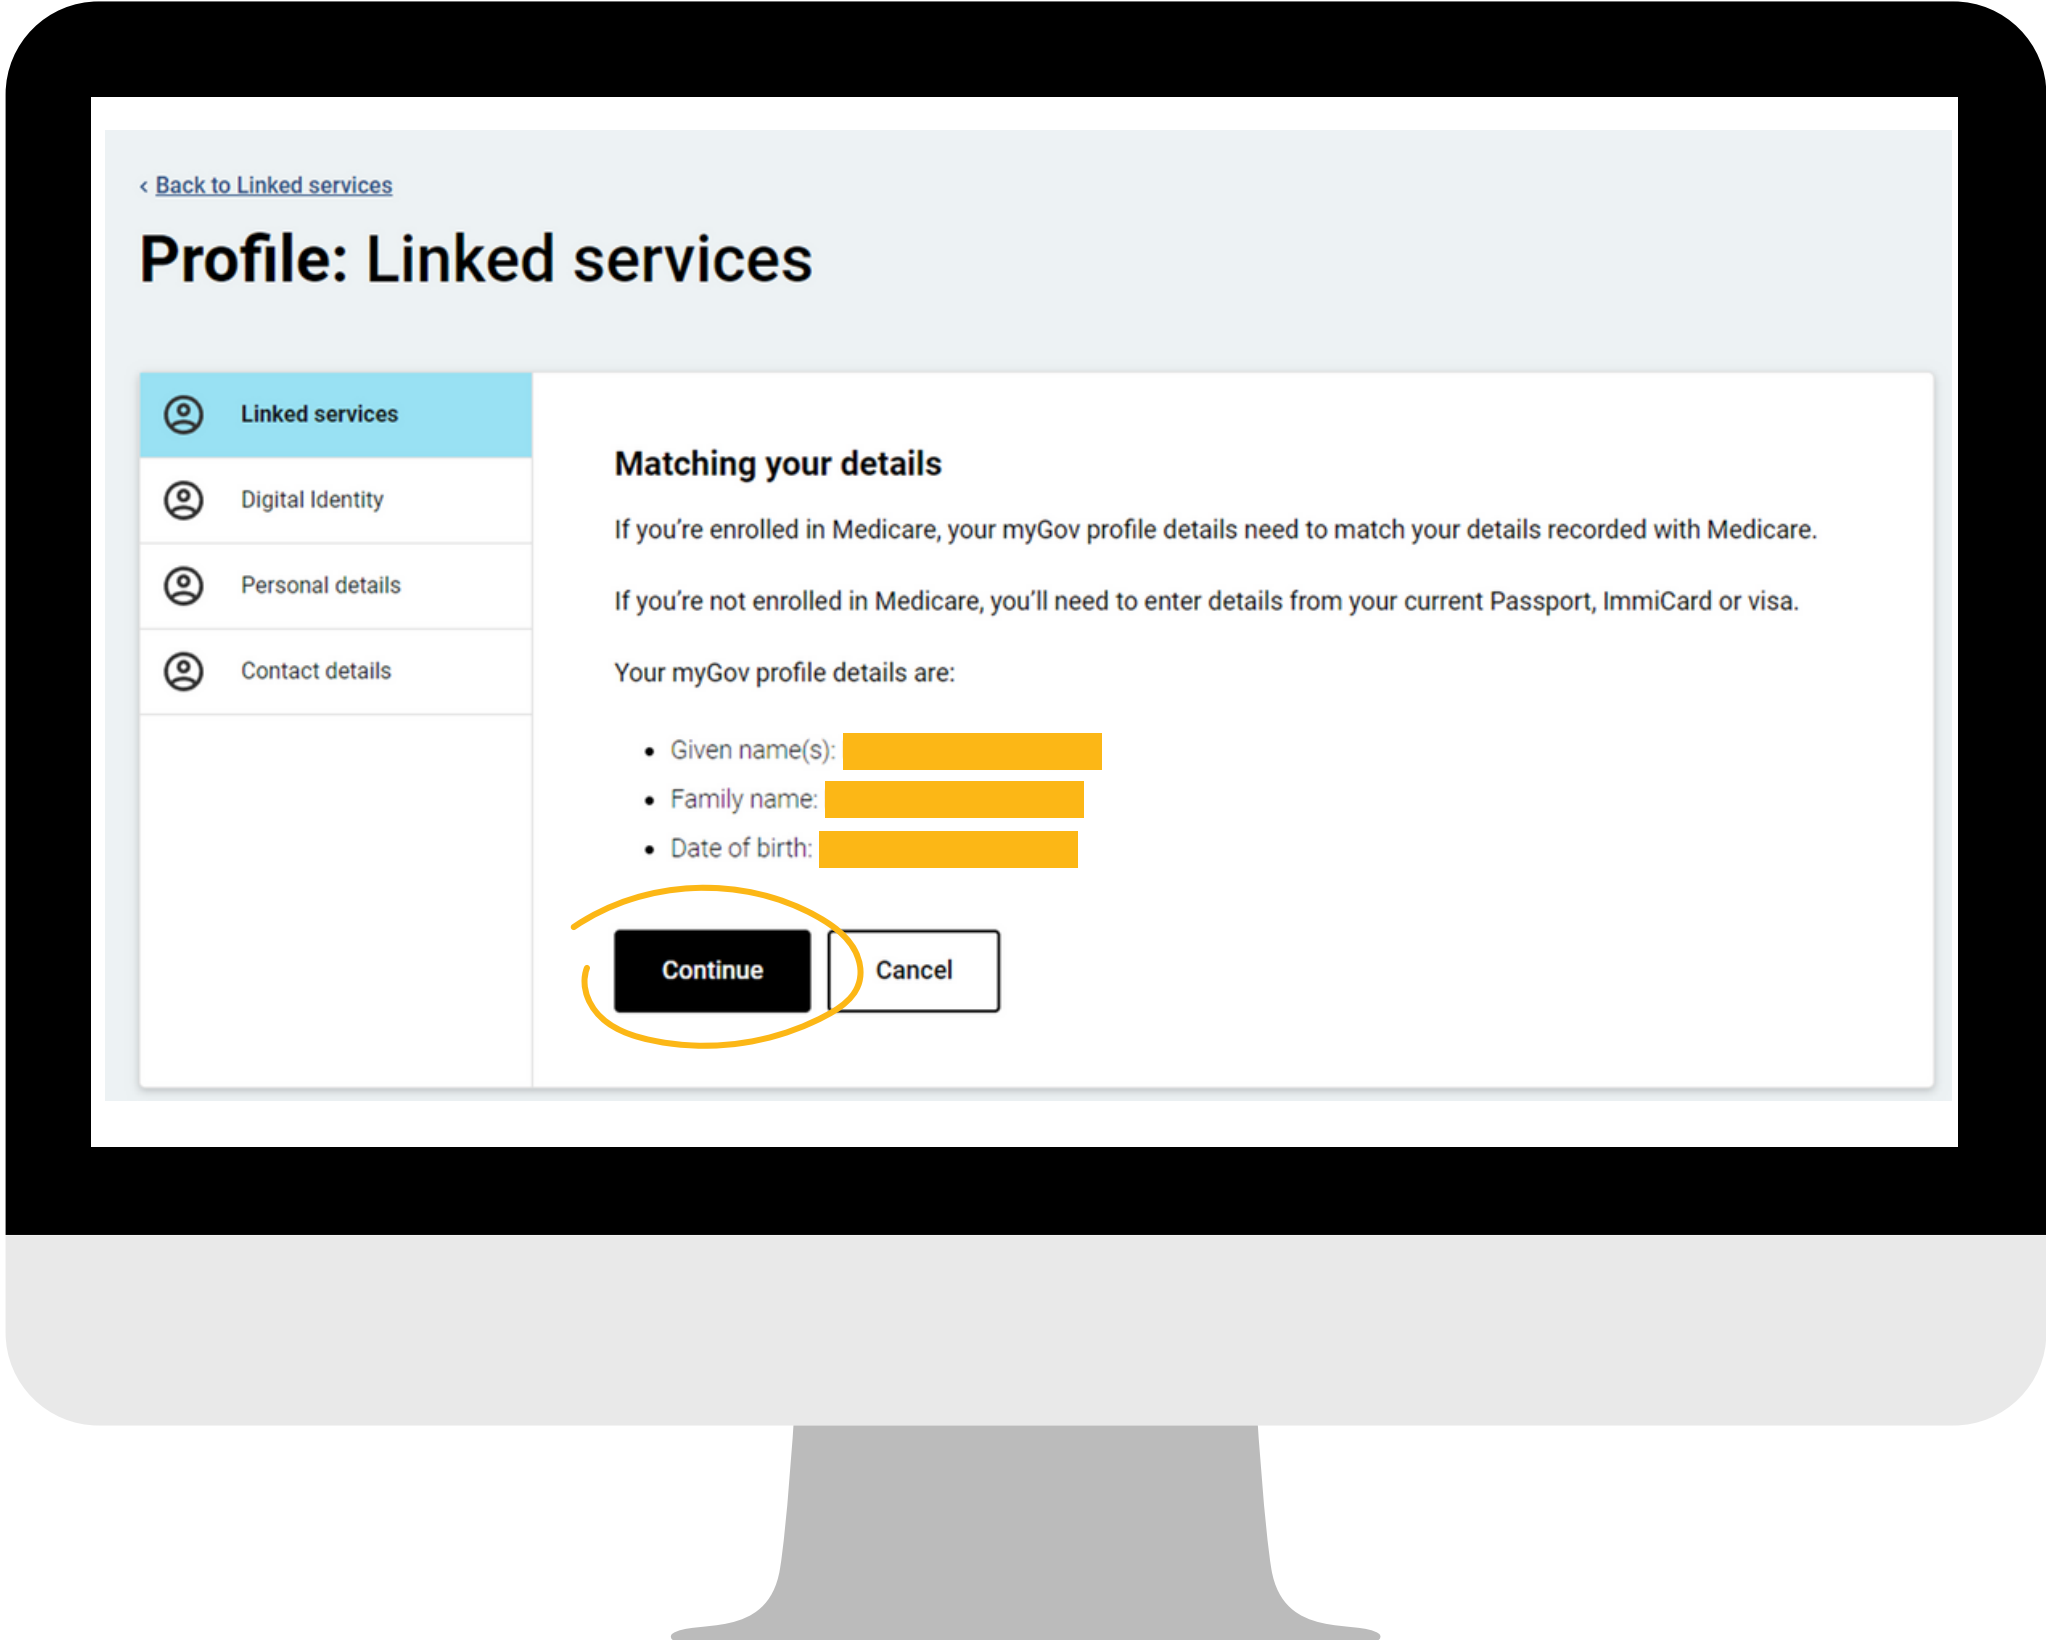 ‹ Back to Linked services
Profile: Linked services
Linked services
Digital Identity
Personal details
Contact details
Matching your details
If you’re enrolled in Medicare, your myGov profile details need to match your details recorded with Medicare.
If you’re not enrolled in Medicare, you’ll need to enter details from your current Passport, ImmiCard or visa.
Your myGov profile details are:
• Given name(s):
• Family name:
• Date of birth:
Continue Cancel